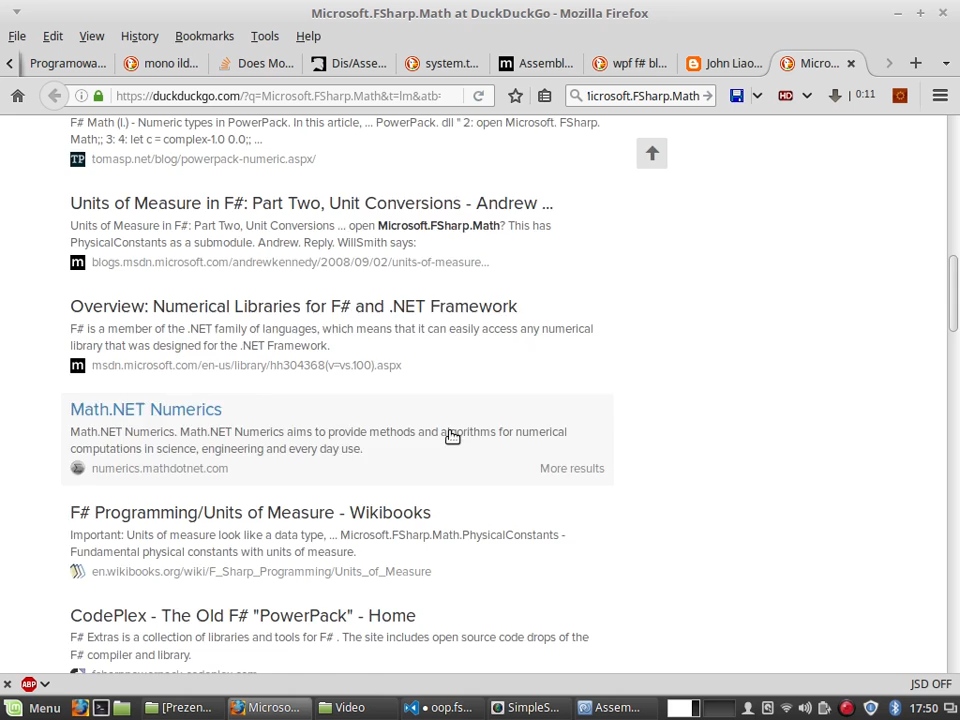 Microsoft.FSharp.Math at DuckDuckGo - Mozilla Firefox
File Edit View History Bookmarks Tools Help
Programowa... mono ild... Does Mo... Dis/Asse... system.t... Assembl... wpf f# bl... John Liao... Micro...
https://duckduckgo.com/?q=Microsoft.FSharp.Math&t=lm&atb= icrosoft.FSharp.Math HD 0:11
F# Math (I.) - Numeric types in PowerPack. In this article, ... PowerPack. dll " 2: open Microsoft. FSharp.
Math;; 3: 4: let c = complex-1.0 0.0;; ...
TP tomasp.net/blog/powerpack-numeric.aspx/
Units of Measure in F#: Part Two, Unit Conversions - Andrew ...
Units of Measure in F#: Part Two, Unit Conversions ... open Microsoft.FSharp.Math? This has
PhysicalConstants as a submodule. Andrew. Reply. WillSmith says:
m blogs.msdn.microsoft.com/andrewkennedy/2008/09/02/units-of-measure...
Overview: Numerical Libraries for F# and .NET Framework
F# is a member of the .NET family of languages, which means that it can easily access any numerical
library that was designed for the .NET Framework.
m msdn.microsoft.com/en-us/library/hh304368(v=vs.100).aspx
Math.NET Numerics
Math.NET Numerics. Math.NET Numerics aims to provide methods and algorithms for numerical
computations in science, engineering and every day use.
numerics.mathdotnet.com More results
F# Programming/Units of Measure - Wikibooks
Important: Units of measure look like a data type, ... Microsoft.FSharp.Math.PhysicalConstants -
Fundamental physical constants with units of measure.
en.wikibooks.org/wiki/F_Sharp_Programming/Units_of_Measure
CodePlex - The Old F# "PowerPack" - Home
F# Extras is a collection of libraries and tools for F# . The site includes open source code drops of the
F# compiler and library.
ABP JSD OFF
Menu [Prezen... Microso... Video • oop.fs... SimpleS... Assem... 17:50